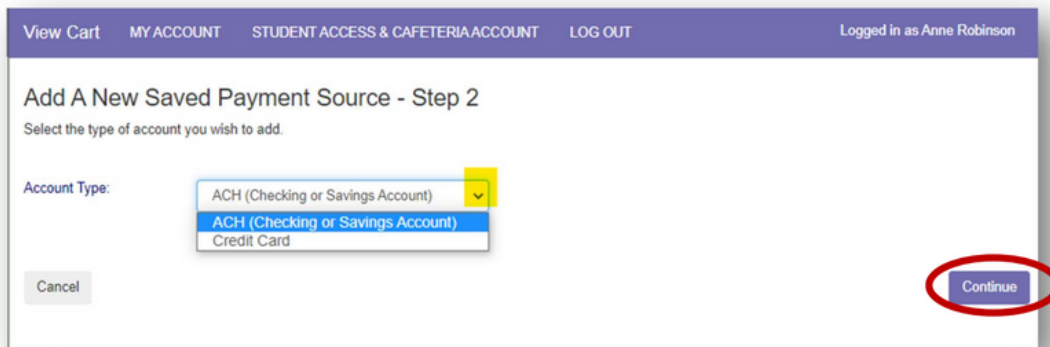 View Cart MY ACCOUNT STUDENT ACCESS & CAFETERIA ACCOUNT LOG OUT Logged in as Anne Robinson
Add A New Saved Payment Source - Step 2
Select the type of account you wish to add.
Account Type: ACH (Checking or Savings Account)
ACH (Checking or Savings Account)
Credit Card
Cancel Continue